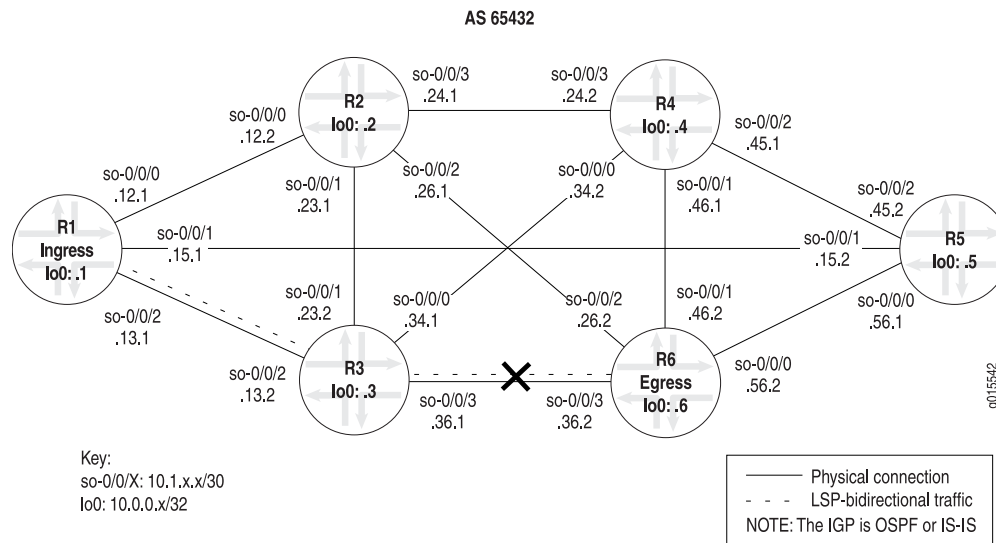 AS 65432
R2
lo0: .2
so-0/0/3
.24.1
so-0/0/3
.24.2
R4
lo0: .4
so-0/0/0
.12.2
so-0/0/2
.45.1
so-0/0/0
.12.1
so-0/0/1
.23.1
so-0/0/2
.26.1
so-0/0/0
.34.2
so-0/0/1
.46.1
so-0/0/2
.45.2
R1
Ingress
lo0: .1
so-0/0/1
.15.1
so-0/0/1
.15.2
R5
lo0: .5
so-0/0/2
.13.1
so-0/0/1
.23.2
so-0/0/0
.34.1
so-0/0/2
.26.2
so-0/0/1
.46.2
so-0/0/0
.56.1
so-0/0/2
.13.2
R3
lo0: .3
R6
Egress
lo0: .6
so-0/0/0
.56.2
so-0/0/3
.36.1
so-0/0/3
.36.2
g015542
Key:
so-0/0/X: 10.1.x.x/30
lo0: 10.0.0.x/32
Physical connection
LSP-bidirectional traffic
NOTE: The IGP is OSPF or IS-IS